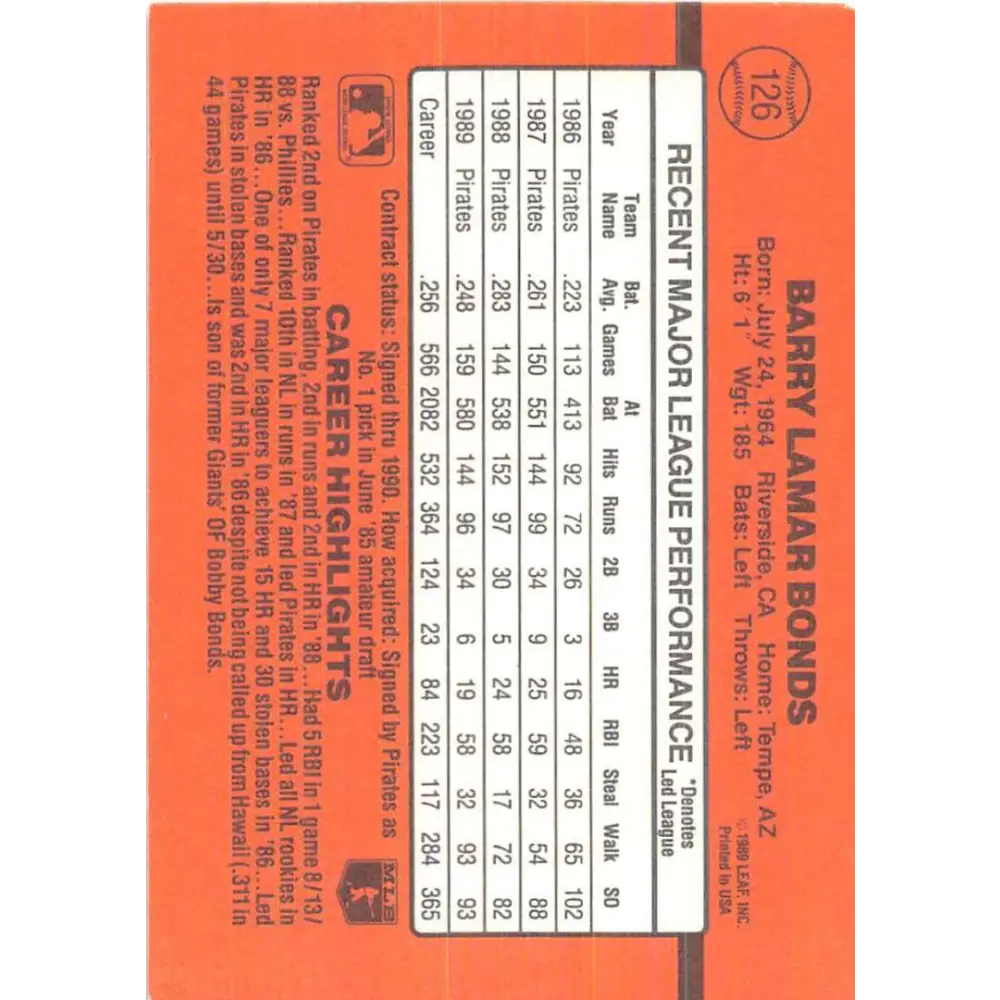 126
BARRY LAMAR BONDS
Born: July 24, 1964 Riverside, CA Home: Tempe, AZ
Ht: 6'1" Wgt: 185 Bats: Left Throws: Left
© 1989 LEAF, INC.
Printed in USA
RECENT MAJOR LEAGUE PERFORMANCE
*Denotes
Led League
Team Bat. At
Year Name Avg. Games Bat Hits Runs 2B 3B HR RBI Steal Walk SO
1986 Pirates .223 113 413 92 72 26 3 16 48 36 65 102
1987 Pirates .261 150 551 144 99 34 9 25 59 32 54 88
1988 Pirates .283 144 538 152 97 30 5 24 58 17 72 82
1989 Pirates .248 159 580 144 96 34 6 19 58 32 93 93
Career .256 566 2082 532 364 124 23 84 223 117 284 365
Contract status: Signed thru 1990. How acquired: Signed by Pirates as
No. 1 pick in June '85 amateur draft
MLB
CAREER HIGHLIGHTS
Ranked 2nd on Pirates in batting, 2nd in runs and 2nd in HR in '88...Had 5 RBI in 1 game 8/13/
88 vs. Phillies...Ranked 10th in NL in runs in '87 and led Pirates in HR...Led all NL rookies in
HR in '86...One of only 7 major leaguers to achieve 15 HR and 30 stolen bases in '86...Led
Pirates in stolen bases and was 2nd in HR in '86 despite not being called up from Hawaii (.311 in
44 games) until 5/30...Is son of former Giants' OF Bobby Bonds.